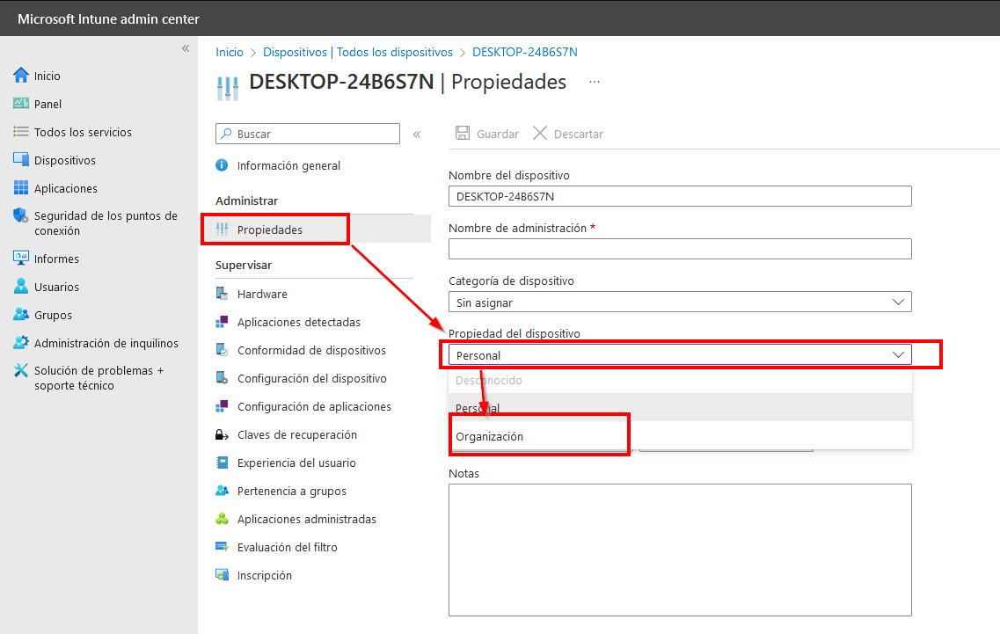 Microsoft Intune admin center
«
Inicio
Panel
Todos los servicios
Dispositivos
Aplicaciones
Seguridad de los puntos de
conexión
Informes
Usuarios
Grupos
Administración de inquilinos
Solución de problemas +
soporte técnico
Inicio > Dispositivos | Todos los dispositivos > DESKTOP-24B6S7N
DESKTOP-24B6S7N | Propiedades ...
Buscar «
Información general
Administrar
Propiedades
Supervisar
Hardware
Aplicaciones detectadas
Conformidad de dispositivos
Configuración del dispositivo
Configuración de aplicaciones
Claves de recuperación
Experiencia del usuario
Pertenencia a grupos
Aplicaciones administradas
Evaluación del filtro
Inscripción
Guardar Descartar
Nombre del dispositivo
DESKTOP-24B6S7N
Nombre de administración *
Categoría de dispositivo
Sin asignar
Propiedad del dispositivo
Personal
Desconocido
Personal
Organización
Notas